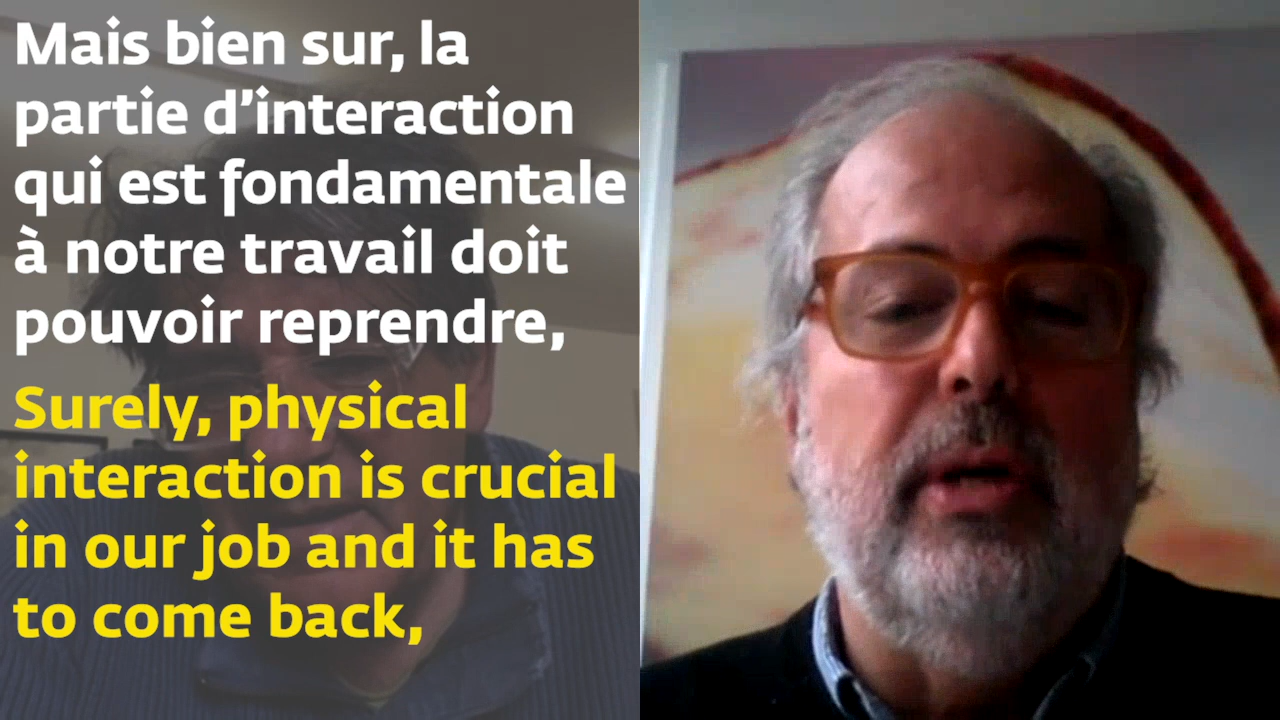 Mais bien sur, la
partie d'interaction
qui est fondamentale
à notre travail doit
pouvoir reprendre,
Surely, physical
interaction is crucial
in our job and it has
to come back,